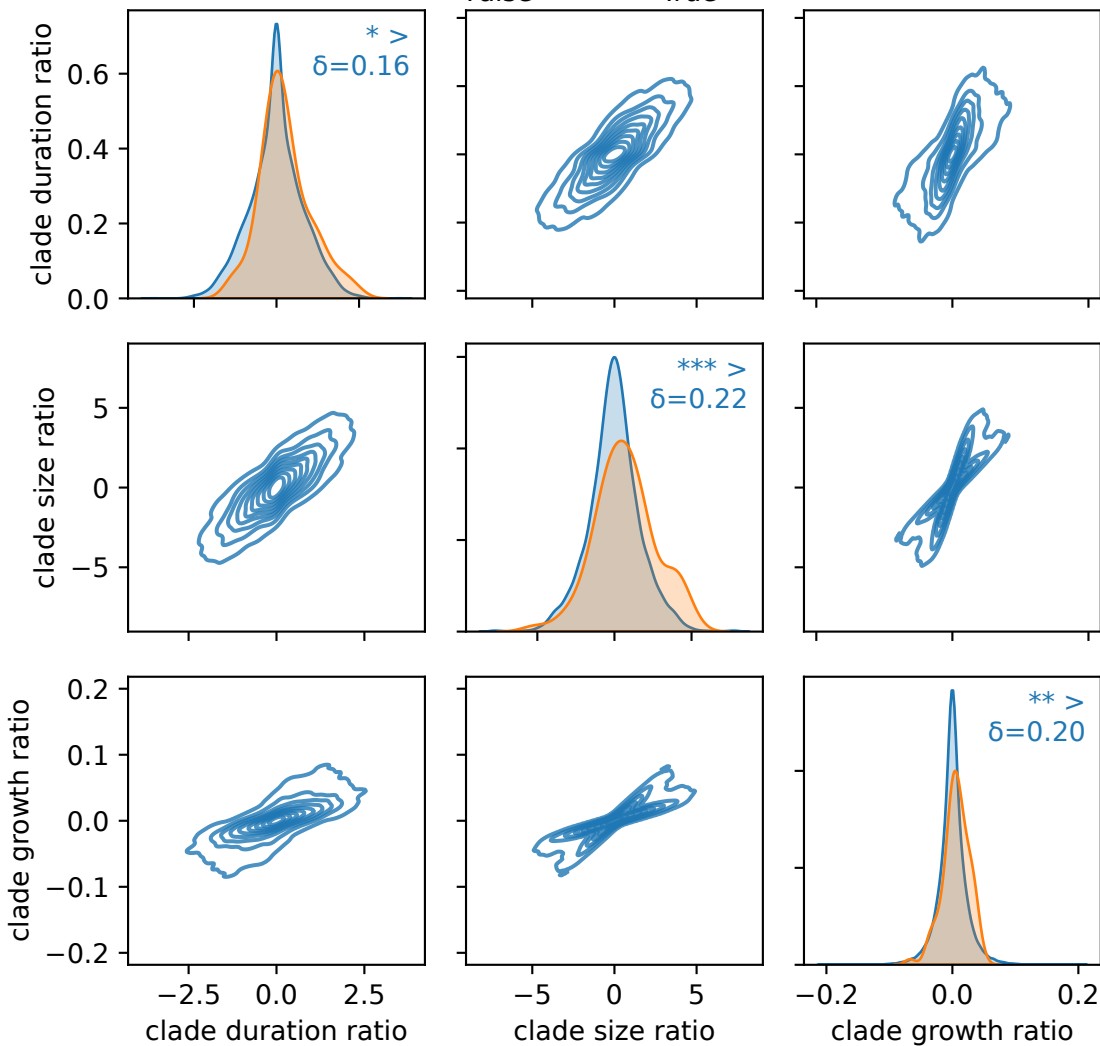 clade duration ratio
0.6
0.4
0.2
0.0
* >
δ=0.16
clade size ratio
5
0
−5
*** >
δ=0.22
clade growth ratio
0.2
0.1
0.0
−0.1
−0.2
** >
δ=0.20
−2.5 0.0 2.5
−5 0 5
−0.2 0.0 0.2
clade duration ratio
clade size ratio
clade growth ratio